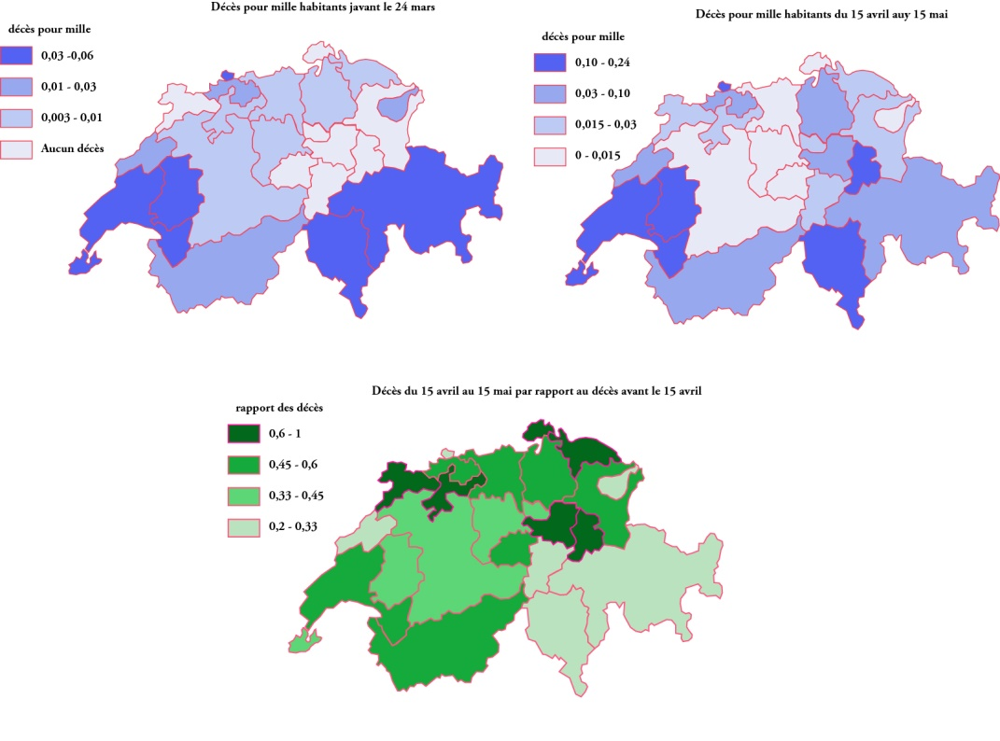 Décès pour mille habitants javant le 24 mars
décès pour mille
0,03 -0,06
0,01 - 0,03
0,003 - 0,01
Aucun décès
Décès pour mille habitants du 15 avril auy 15 mai
décès pour mille
0,10 - 0,24
0,03 - 0,10
0,015 - 0,03
0 - 0,015
Décès du 15 avril au 15 mai par rapport au décès avant le 15 avril
rapport des décès
0,6 - 1
0,45 - 0,6
0,33 - 0,45
0,2 - 0,33